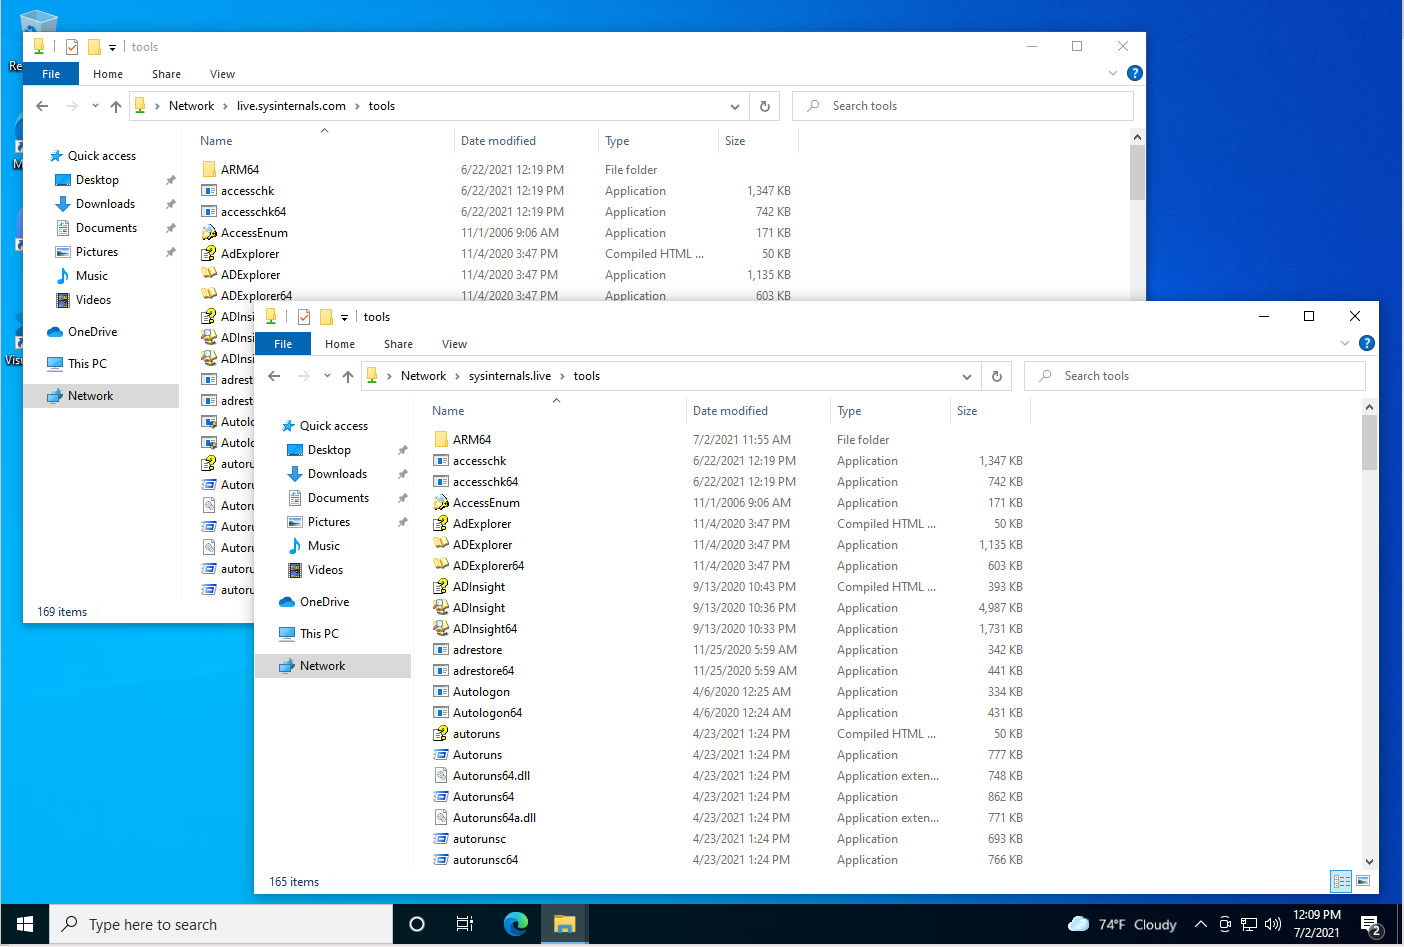 Re
M
Visu
tools
File Home Share View
Network > live.sysinternals.com > tools
Search tools
Name Date modified Type Size
Quick access
Desktop
Downloads
Documents
Pictures
Music
Videos
OneDrive
This PC
Network
ARM64 6/22/2021 12:19 PM File folder
accesschk 6/22/2021 12:19 PM Application 1,347 KB
accesschk64 6/22/2021 12:19 PM Application 742 KB
AccessEnum 11/1/2006 9:06 AM Application 171 KB
AdExplorer 11/4/2020 3:47 PM Compiled HTML ... 50 KB
ADExplorer 11/4/2020 3:47 PM Application 1,135 KB
ADExplorer64 11/4/2020 3:47 PM Application 603 KB
ADInsi
ADInsi
ADInsi
adrest
adrest
Autolo
Autolo
autoru
Autoru
Autoru
Autoru
Autoru
autoru
autoru
169 items
tools
File Home Share View
Network > sysinternals.live > tools
Search tools
Name Date modified Type Size
Quick access
Desktop
Downloads
Documents
Pictures
Music
Videos
OneDrive
This PC
Network
ARM64 7/2/2021 11:55 AM File folder
accesschk 6/22/2021 12:19 PM Application 1,347 KB
accesschk64 6/22/2021 12:19 PM Application 742 KB
AccessEnum 11/1/2006 9:06 AM Application 171 KB
AdExplorer 11/4/2020 3:47 PM Compiled HTML ... 50 KB
ADExplorer 11/4/2020 3:47 PM Application 1,135 KB
ADExplorer64 11/4/2020 3:47 PM Application 603 KB
ADInsight 9/13/2020 10:43 PM Compiled HTML ... 393 KB
ADInsight 9/13/2020 10:36 PM Application 4,987 KB
ADInsight64 9/13/2020 10:33 PM Application 1,731 KB
adrestore 11/25/2020 5:59 AM Application 342 KB
adrestore64 11/25/2020 5:59 AM Application 441 KB
Autologon 4/6/2020 12:25 AM Application 334 KB
Autologon64 4/6/2020 12:24 AM Application 431 KB
autoruns 4/23/2021 1:24 PM Compiled HTML ... 50 KB
Autoruns 4/23/2021 1:24 PM Application 777 KB
Autoruns64.dll 4/23/2021 1:24 PM Application exten... 748 KB
Autoruns64 4/23/2021 1:24 PM Application 862 KB
Autoruns64a.dll 4/23/2021 1:24 PM Application exten... 771 KB
autorunsc 4/23/2021 1:24 PM Application 693 KB
autorunsc64 4/23/2021 1:24 PM Application 766 KB
165 items
Type here to search
74°F Cloudy
12:09 PM
7/2/2021
2